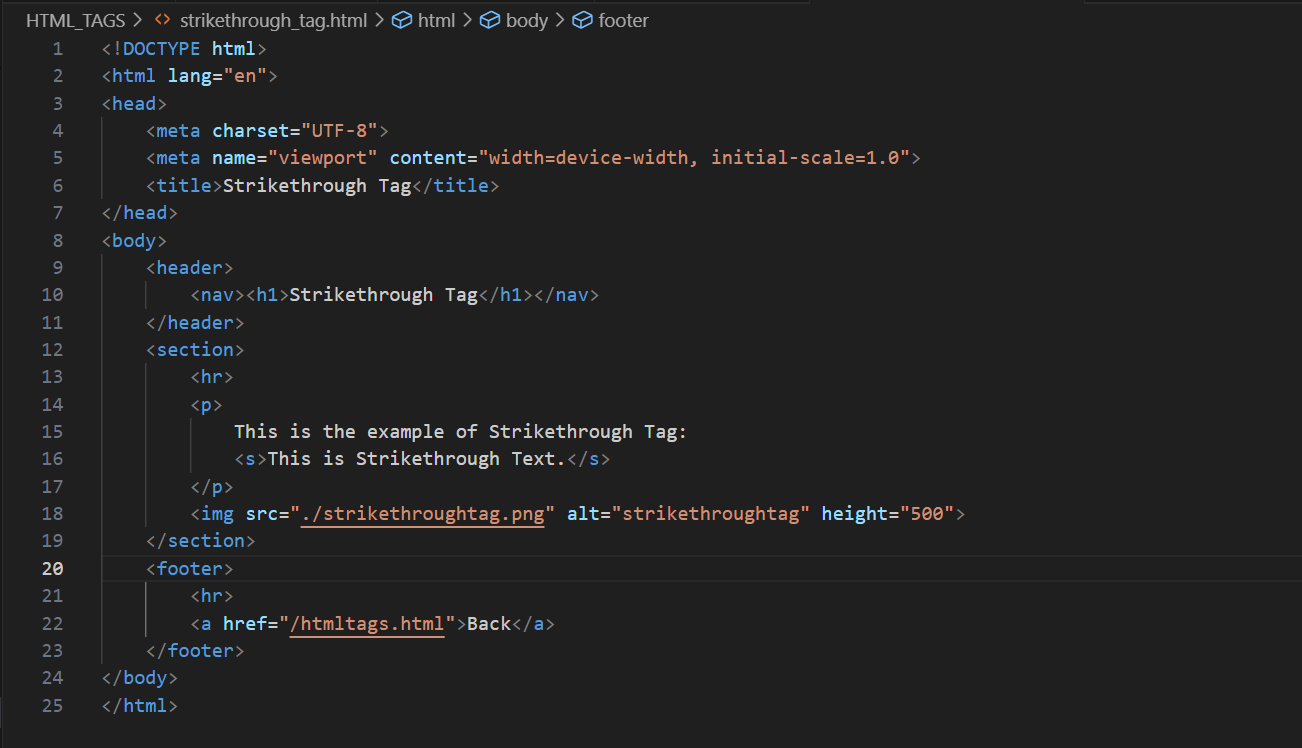 HTML_TAGS > <> strikethrough_tag.html > html > body > footer
1 <!DOCTYPE html>
2 <html lang="en">
3 <head>
4     <meta charset="UTF-8">
5     <meta name="viewport" content="width=device-width, initial-scale=1.0">
6     <title>Strikethrough Tag</title>
7 </head>
8 <body>
9     <header>
10         <nav><h1>Strikethrough Tag</h1></nav>
11     </header>
12     <section>
13         <hr>
14         <p>
15             This is the example of Strikethrough Tag:
16             <s>This is Strikethrough Text.</s>
17         </p>
18         <img src="./strikethroughtag.png" alt="strikethroughtag" height="500">
19     </section>
20     <footer>
21         <hr>
22         <a href="/htmltags.html">Back</a>
23     </footer>
24 </body>
25 </html>